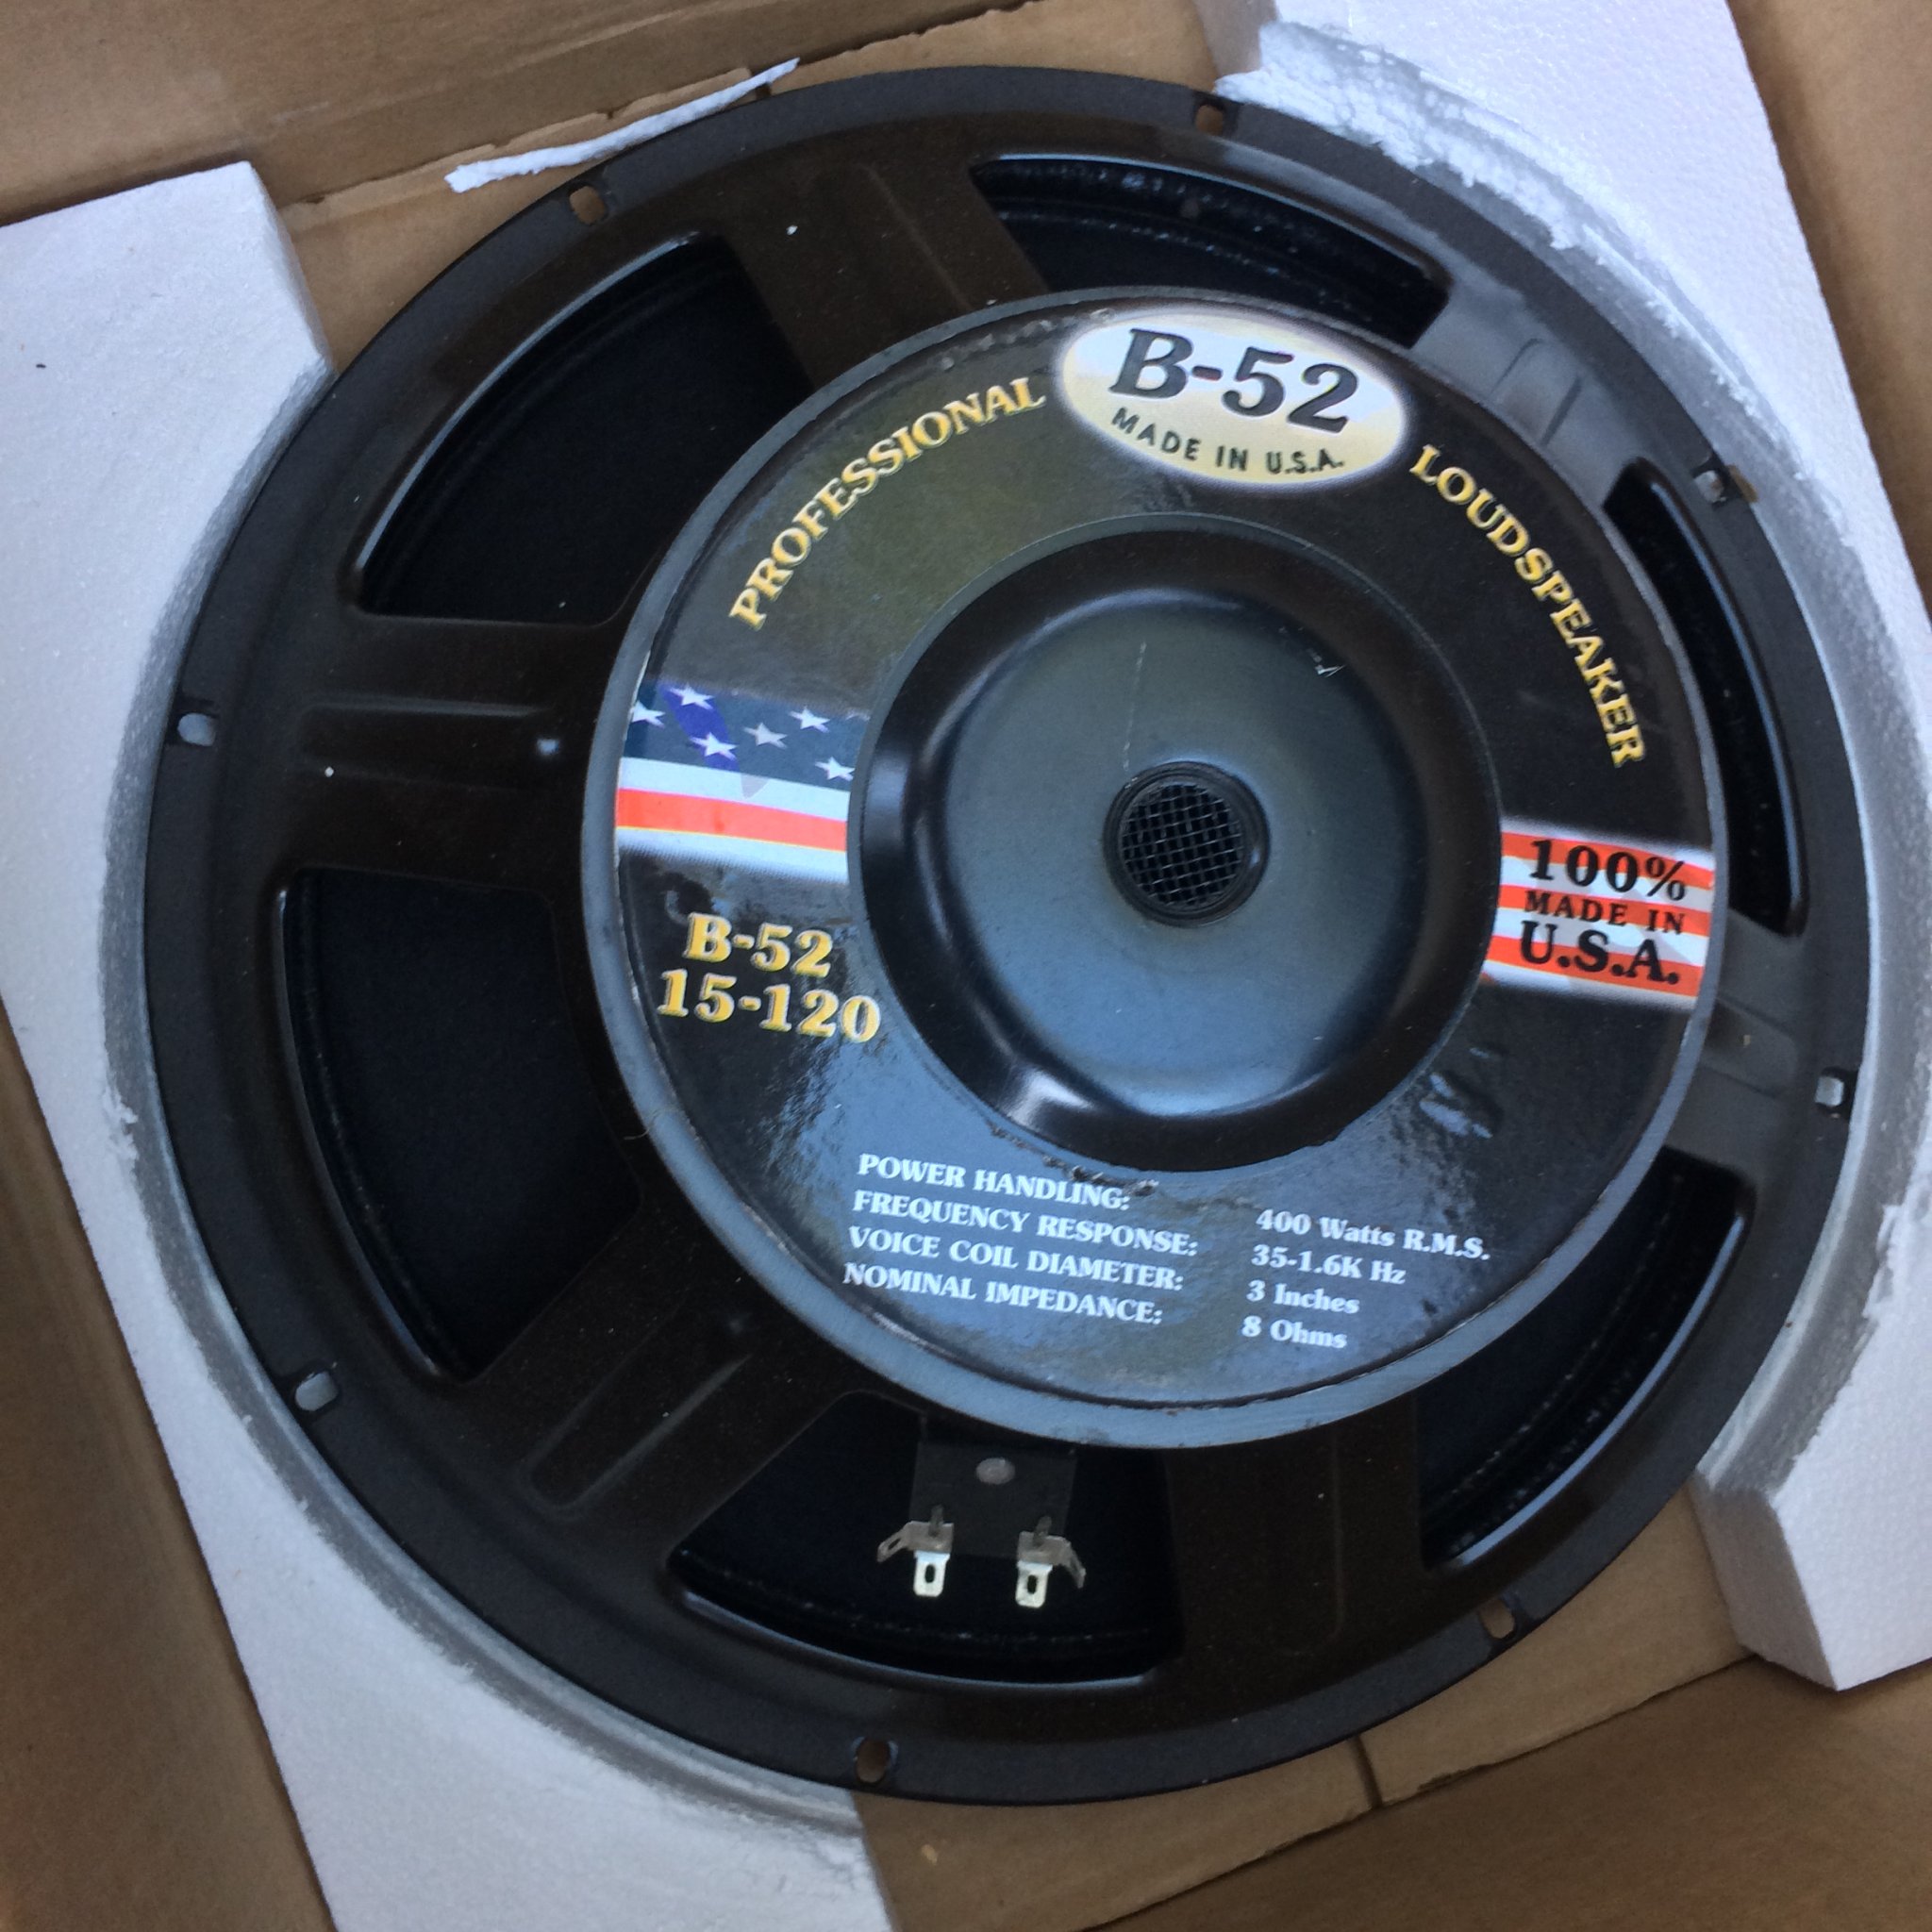 B-52
MADE IN U.S.A.
PROFESSIONAL
LOUDSPEAKER
100%
MADE IN
U.S.A.
B-52
15-120
POWER HANDLING: 400 Watts R.M.S.
FREQUENCY RESPONSE: 35-1.6K Hz
VOICE COIL DIAMETER: 3 Inches
NOMINAL IMPEDANCE: 8 Ohms